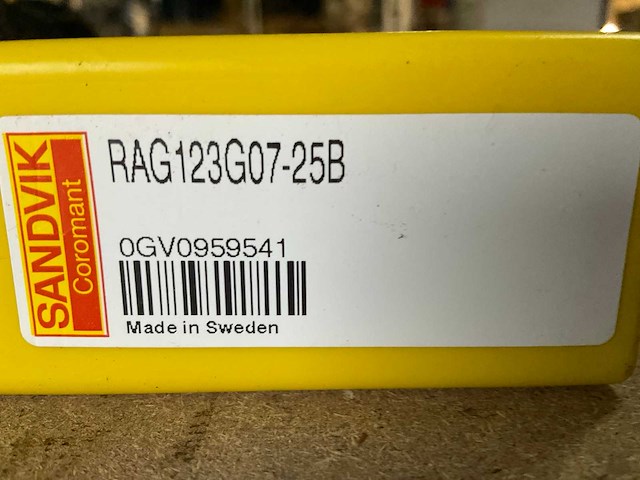 SANDVIK
Coromant
RAG123G07-25B
0GV0959541
Made in Sweden